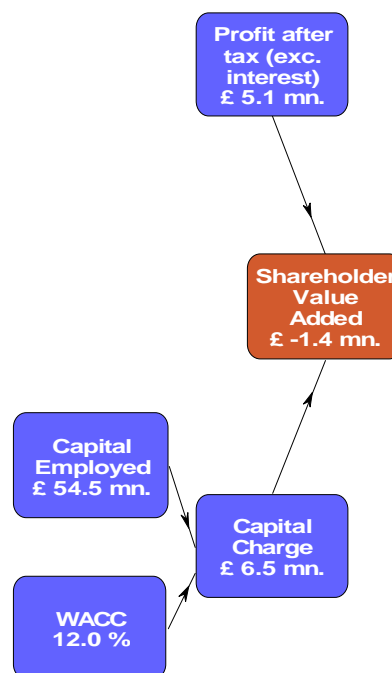 Profit after
tax (exc.
interest)
£ 5.1 mn.
Shareholder
Value
Added
£ -1.4 mn.
Capital
Employed
£ 54.5 mn.
Capital
Charge
£ 6.5 mn.
WACC
12.0 %